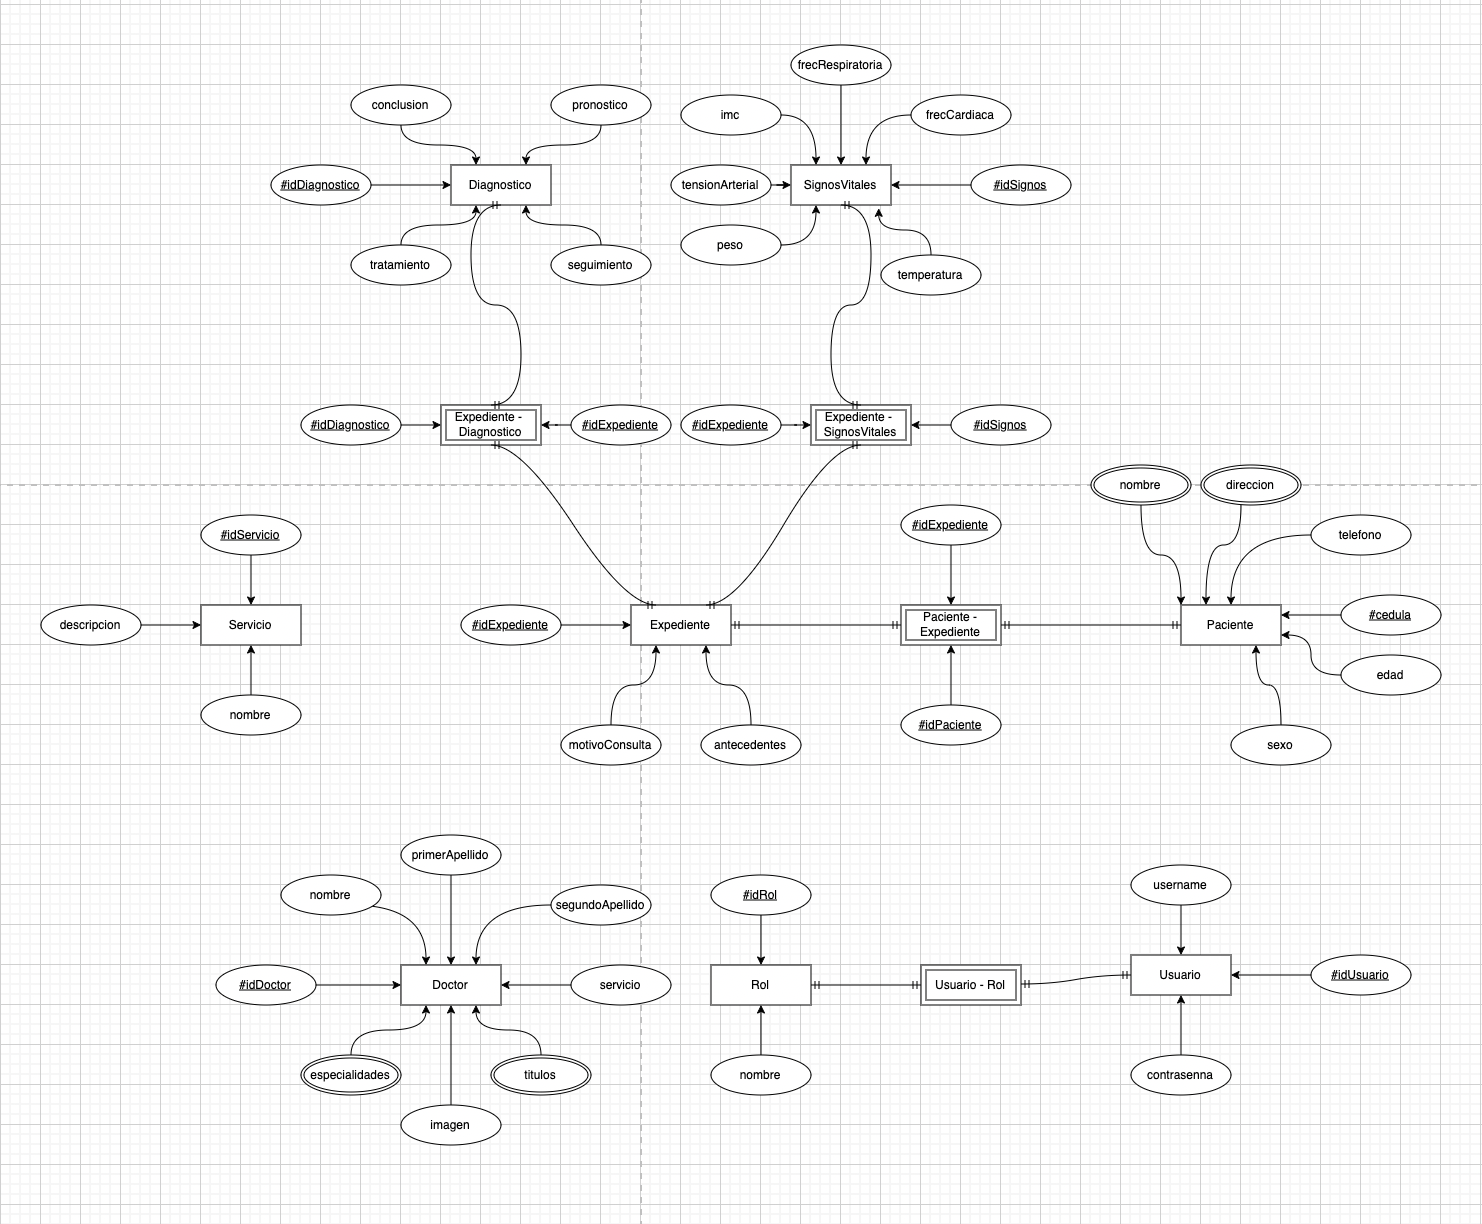 frecRespiratoria
conclusion
pronostico
imc
frecCardiaca
#idDiagnostico
Diagnostico
tensionArterial
SignosVitales
#idSignos
tratamiento
seguimiento
peso
temperatura
#idDiagnostico
Expediente -
Diagnostico
#idExpediente
#idExpediente
Expediente -
SignosVitales
#idSignos
nombre
direccion
#idServicio
#idExpediente
telefono
descripcion
Servicio
#idExpediente
Expediente
Paciente -
Expediente
Paciente
#cedula
edad
nombre
motivoConsulta
antecedentes
#idPaciente
sexo
primerApellido
nombre
segundoApellido
#idRol
username
#idDoctor
Doctor
servicio
Rol
Usuario - Rol
Usuario
#idUsuario
especialidades
titulos
nombre
contrasenna
imagen